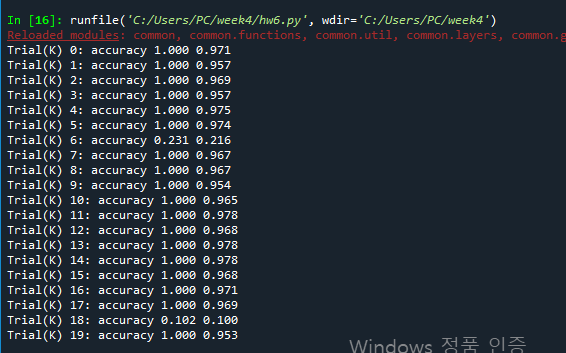 In [16]: runfile('C:/Users/PC/week4/hw6.py', wdir='C:/Users/PC/week4')
Reloaded modules: common, common.functions, common.util, common.layers, common.g
Trial(K) 0: accuracy 1.000 0.971
Trial(K) 1: accuracy 1.000 0.957
Trial(K) 2: accuracy 1.000 0.969
Trial(K) 3: accuracy 1.000 0.957
Trial(K) 4: accuracy 1.000 0.975
Trial(K) 5: accuracy 1.000 0.974
Trial(K) 6: accuracy 0.231 0.216
Trial(K) 7: accuracy 1.000 0.967
Trial(K) 8: accuracy 1.000 0.967
Trial(K) 9: accuracy 1.000 0.954
Trial(K) 10: accuracy 1.000 0.965
Trial(K) 11: accuracy 1.000 0.978
Trial(K) 12: accuracy 1.000 0.968
Trial(K) 13: accuracy 1.000 0.978
Trial(K) 14: accuracy 1.000 0.978
Trial(K) 15: accuracy 1.000 0.968
Trial(K) 16: accuracy 1.000 0.971
Trial(K) 17: accuracy 1.000 0.969
Trial(K) 18: accuracy 0.102 0.100
Trial(K) 19: accuracy 1.000 0.953
Windows 정품 인증